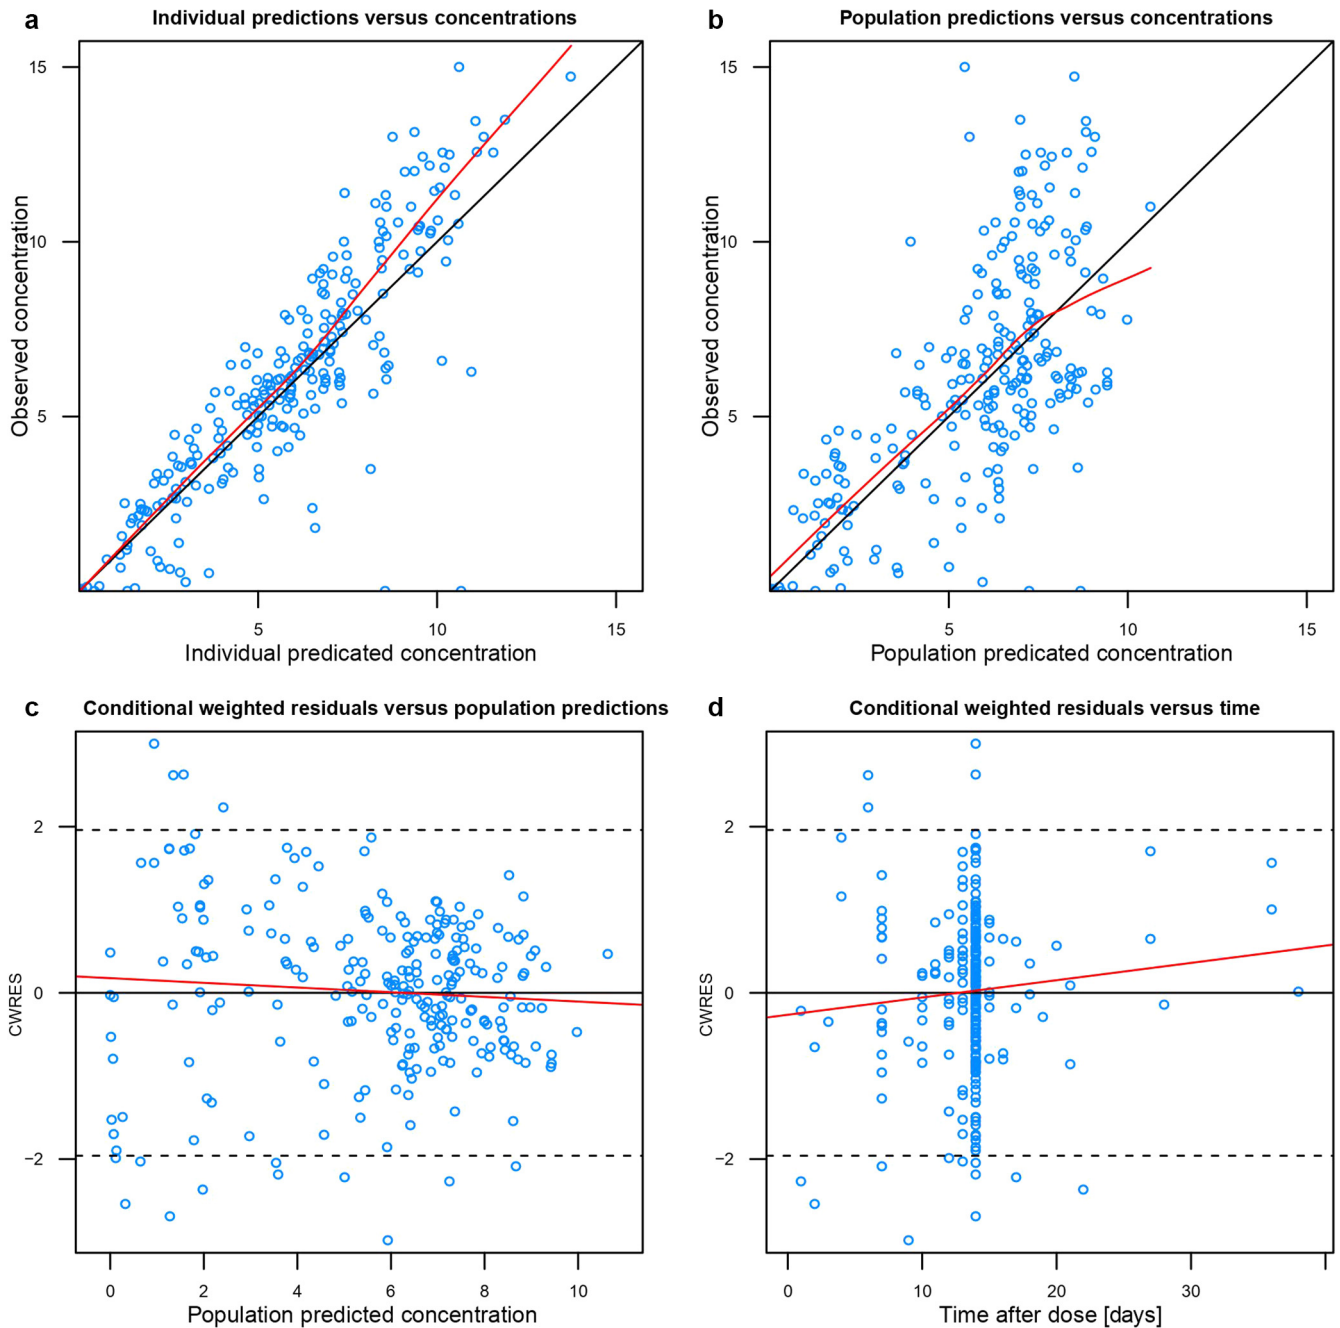 a Individual predictions versus concentrations
15
10
5
Observed concentration
5 10 15
Individual predicated concentration
b Population predictions versus concentrations
15
10
5
Observed concentration
5 10 15
Population predicated concentration
c Conditional weighted residuals versus population predictions
2
0
−2
CWRES
0 2 4 6 8 10
Population predicted concentration
d Conditional weighted residuals versus time
2
0
−2
CWRES
0 10 20 30
Time after dose [days]